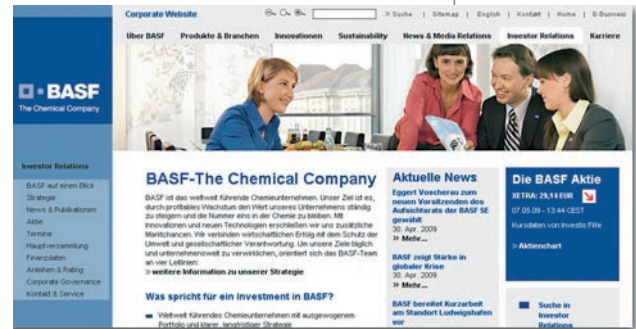 Corporate Website
» Suche | Sitemap | English | Kontakt | Home | E-Business
Über BASF Produkte & Branchen Innovationen Sustainability News & Media Relations Investor Relations Karriere
BASF
The Chemical Company
Investor Relations
BASF auf einen Blick
Strategie
News & Publikationen
Aktie
Termine
Hauptversammlung
Finanzdaten
Anleihen & Rating
Corporate Governance
Kontakt & Service
BASF-The Chemical Company
BASF ist das weltweit führende Chemieunternehmen. Unser Ziel ist es,
durch profitables Wachstum den Wert unseres Unternehmens ständig
zu steigern und die Nummer eins in der Chemie zu bleiben. Mit
Innovationen und neuen Technologien erschließen wir uns zusätzliche
Marktchancen. Wir verbinden wirtschaftlichen Erfolg mit dem Schutz der
Umwelt und gesellschaftlicher Verantwortung. Um unsere Ziele täglich
und unternehmensweit zu verwirklichen, orientiert sich das BASF-Team
an vier Leitlinien:
» weitere Information zu unserer Strategie
Was spricht für ein Investment in BASF?
Weltweit führendes Chemieunternehmen mit ausgewogenem
Portfolio und klarer, langfristiger Strategie
Aktuelle News
Eggert Voscherau zum
neuen Vorsitzenden des
Aufsichtsrats der BASF SE
gewählt
30. Apr. 2009
» Mehr...
BASF zeigt Stärke in
globaler Krise
30. Apr. 2009
» Mehr...
BASF bereitet Kurzarbeit
am Standort Ludwigshafen
vor
Die BASF Aktie
XETRA: 29,14 EUR
07.05.09 - 13:44 CEST
Kursdaten von Investis Flife
» Aktienchart
Suche in
Investor
Relations